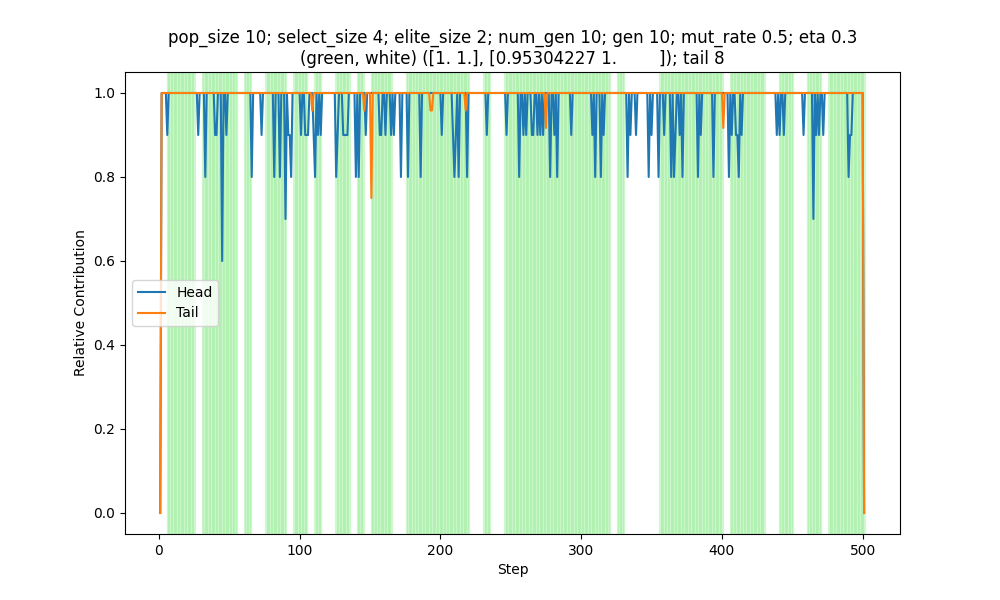 pop_size 10; select_size 4; elite_size 2; num_gen 10; gen 10; mut_rate 0.5; eta 0.3
(green, white) ([1. 1.], [0.95304227 1.         ]); tail 8
1.0
0.8
0.6
0.4
0.2
0.0
Relative Contribution
Head
Tail
0 100 200 300 400 500
Step